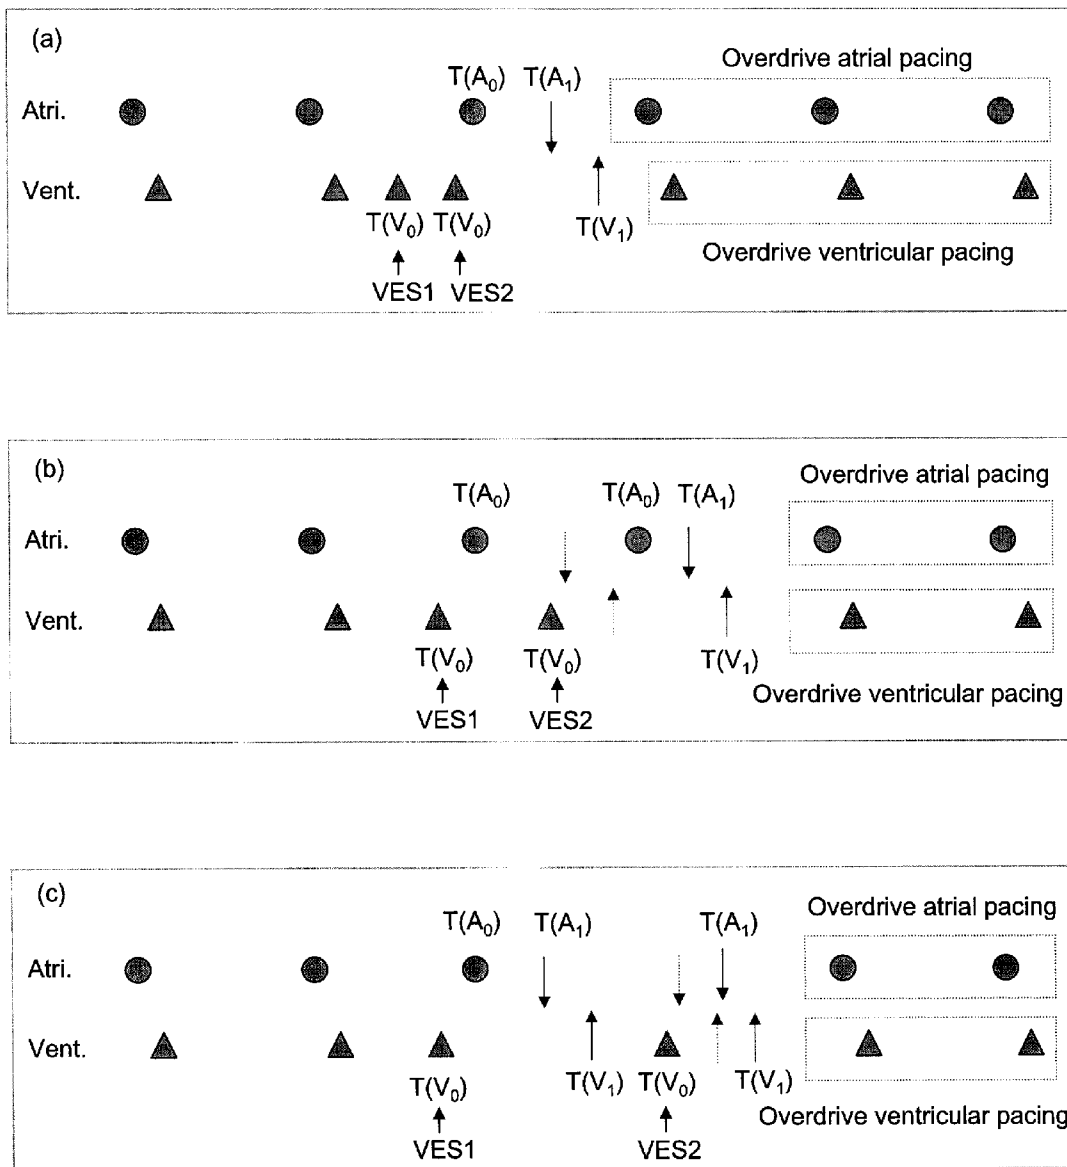 (a)
Overdrive atrial pacing
T(A₀) T(A₁)
Atri.
Vent.
T(V₀) T(V₀) T(V₁)
Overdrive ventricular pacing
VES1 VES2
(b)
Overdrive atrial pacing
T(A₀) T(A₀) T(A₁)
Atri.
Vent.
T(V₀) T(V₀) T(V₁)
Overdrive ventricular pacing
VES1 VES2
(c)
Overdrive atrial pacing
T(A₀) T(A₁) T(A₁)
Atri.
Vent.
T(V₀) T(V₁) T(V₀) T(V₁)
Overdrive ventricular pacing
VES1 VES2